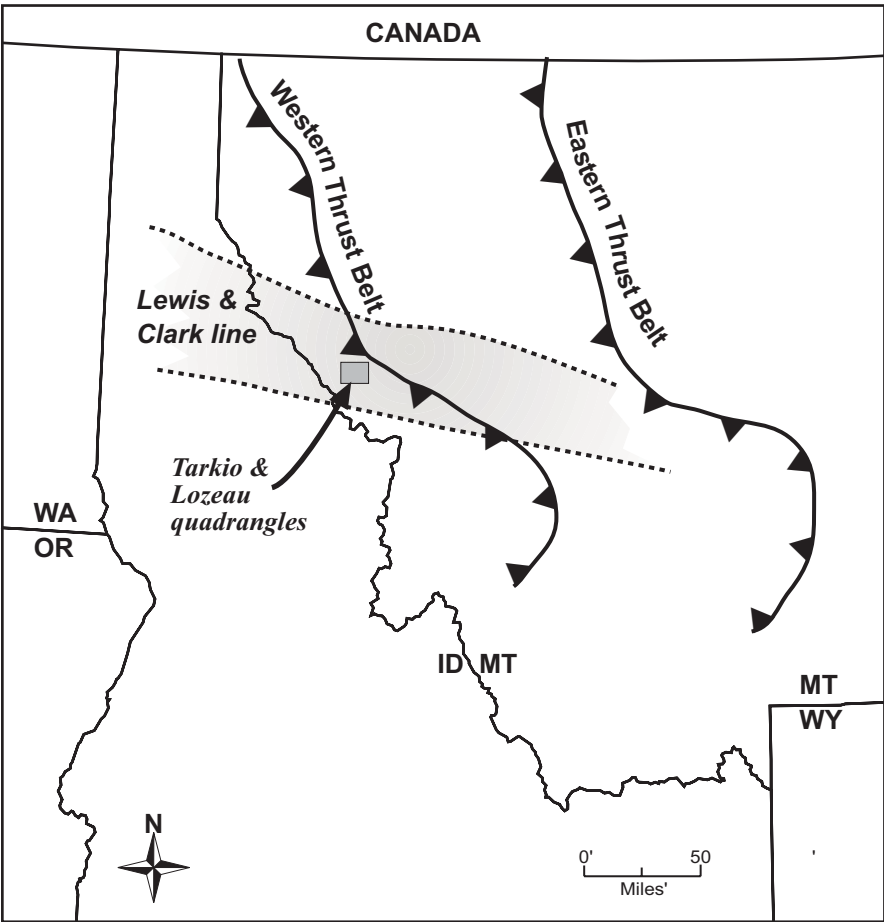 CANADA
Western Thrust Belt
Eastern Thrust Belt
Lewis &
Clark line
Tarkio &
Lozeau
quadrangles
WA
OR
ID MT
MT
WY
N
0' 50
Miles'
'